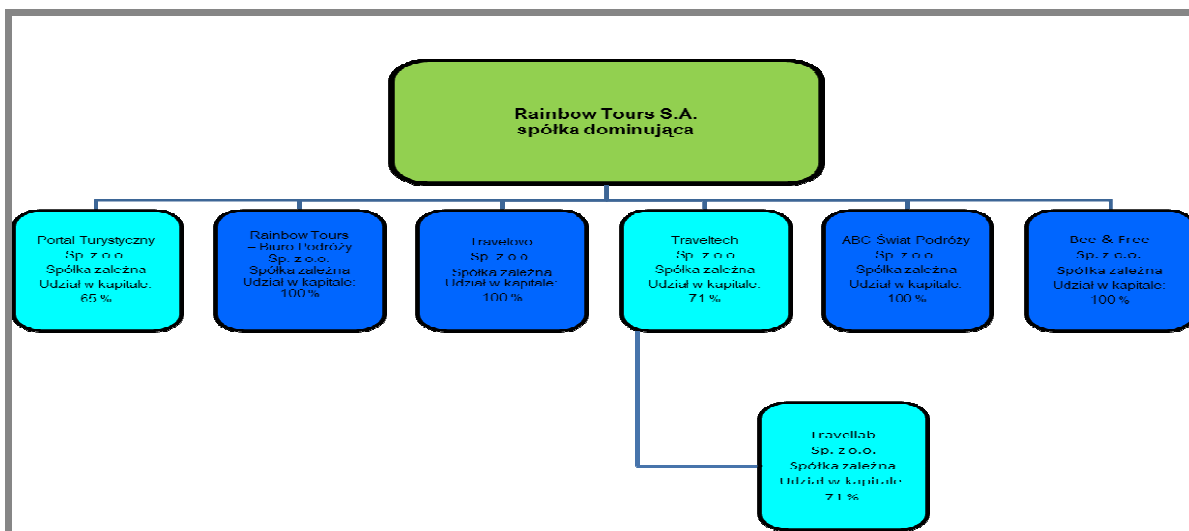 Rainbow Tours S.A.
spółka dominująca
Portal Turystyczny
Sp. z o.o.
Spółka zależna
Udział w kapitale:
65 %
Rainbow Tours
– Biuro Podróży
Sp. z o.o.
Spółka zależna
Udział w kapitale:
100 %
Travelovo
Sp. z o.o.
Spółka zależna
Udział w kapitale:
100 %
Traveltech
Sp. z o.o.
Spółka zależna
Udział w kapitale:
71 %
ABC Świat Podróży
Sp. z o.o.
Spółka zależna
Udział w kapitale:
100 %
Bee & Free
Sp. z o.o.
Spółka zależna
Udział w kapitale:
100 %
Travellab
Sp. z o.o.
Spółka zależna
Udział w kapitale:
71 %